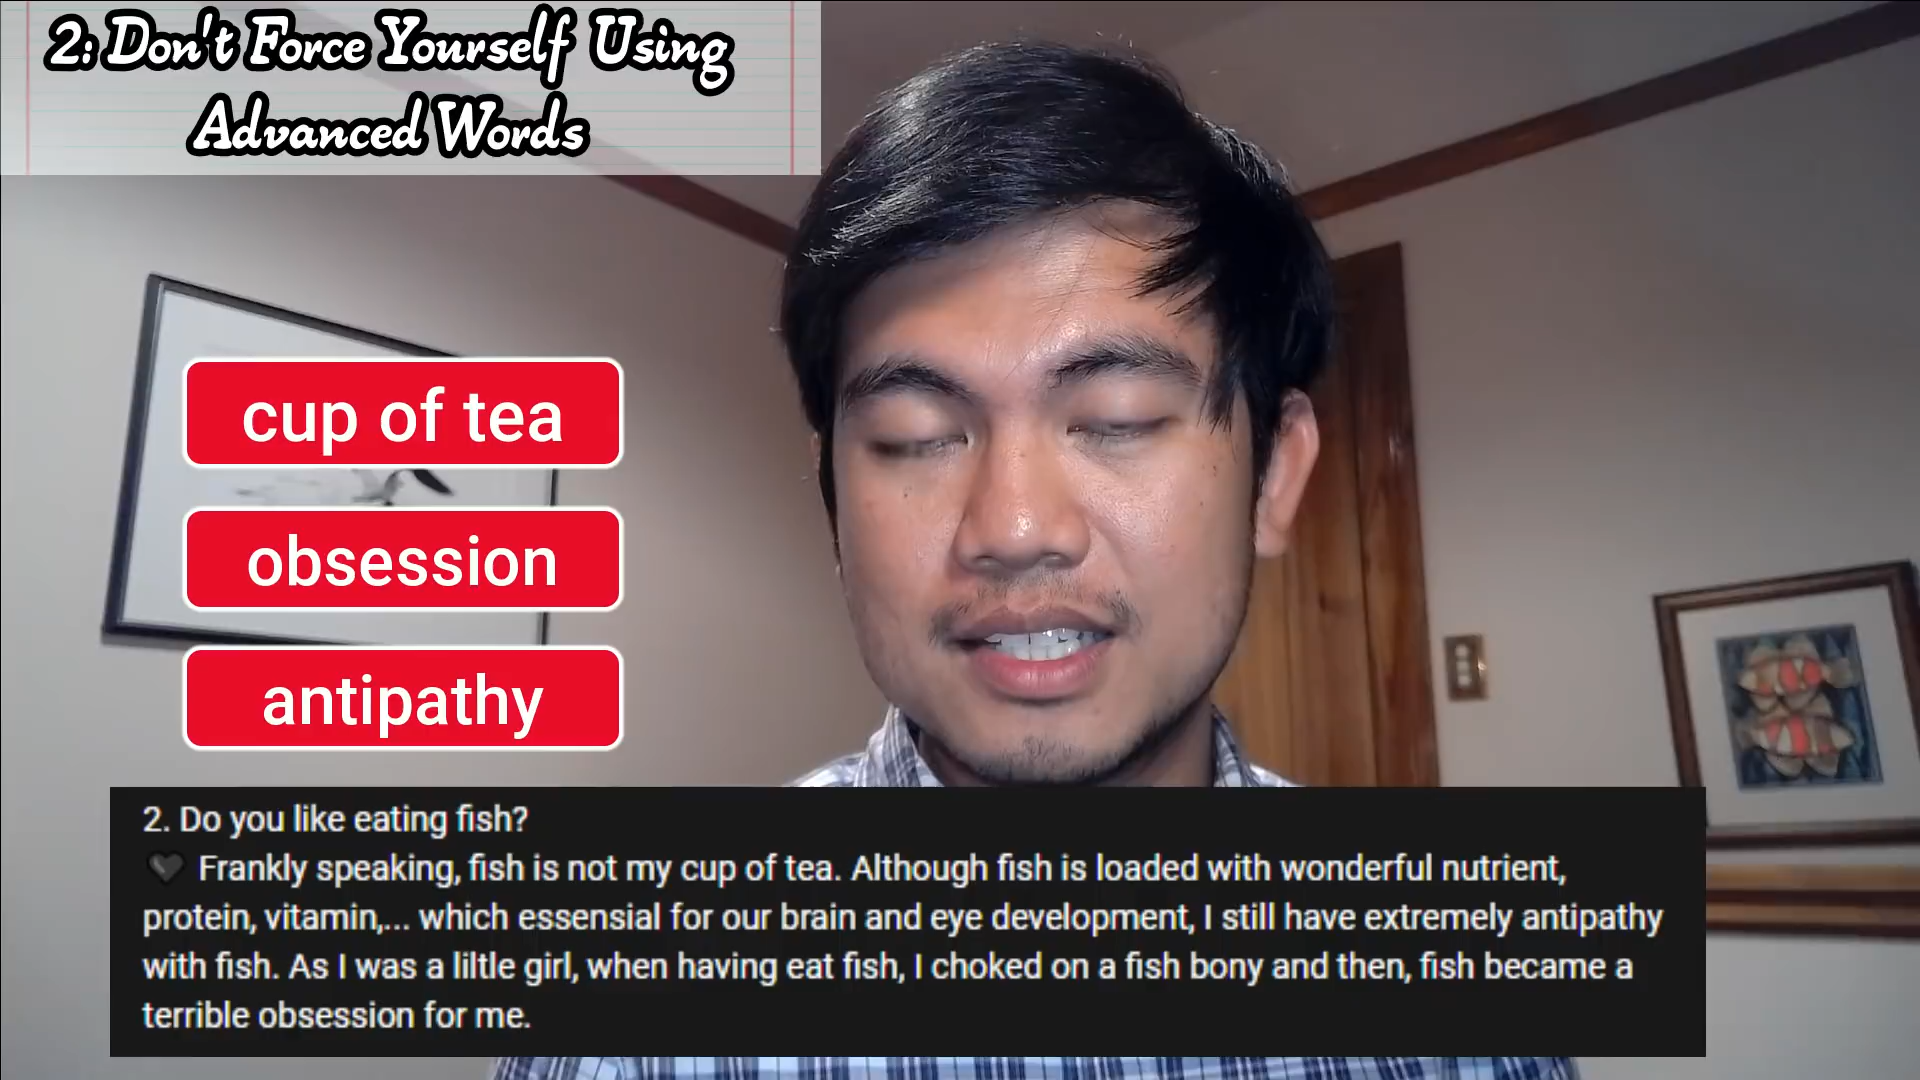 2: Don't Force Yourself Using
Advanced Words
cup of tea
obsession
antipathy
2. Do you like eating fish?
Frankly speaking, fish is not my cup of tea. Although fish is loaded with wonderful nutrient,
protein, vitamin,... which essensial for our brain and eye development, I still have extremely antipathy
with fish. As I was a liltle girl, when having eat fish, I choked on a fish bony and then, fish became a
terrible obsession for me.